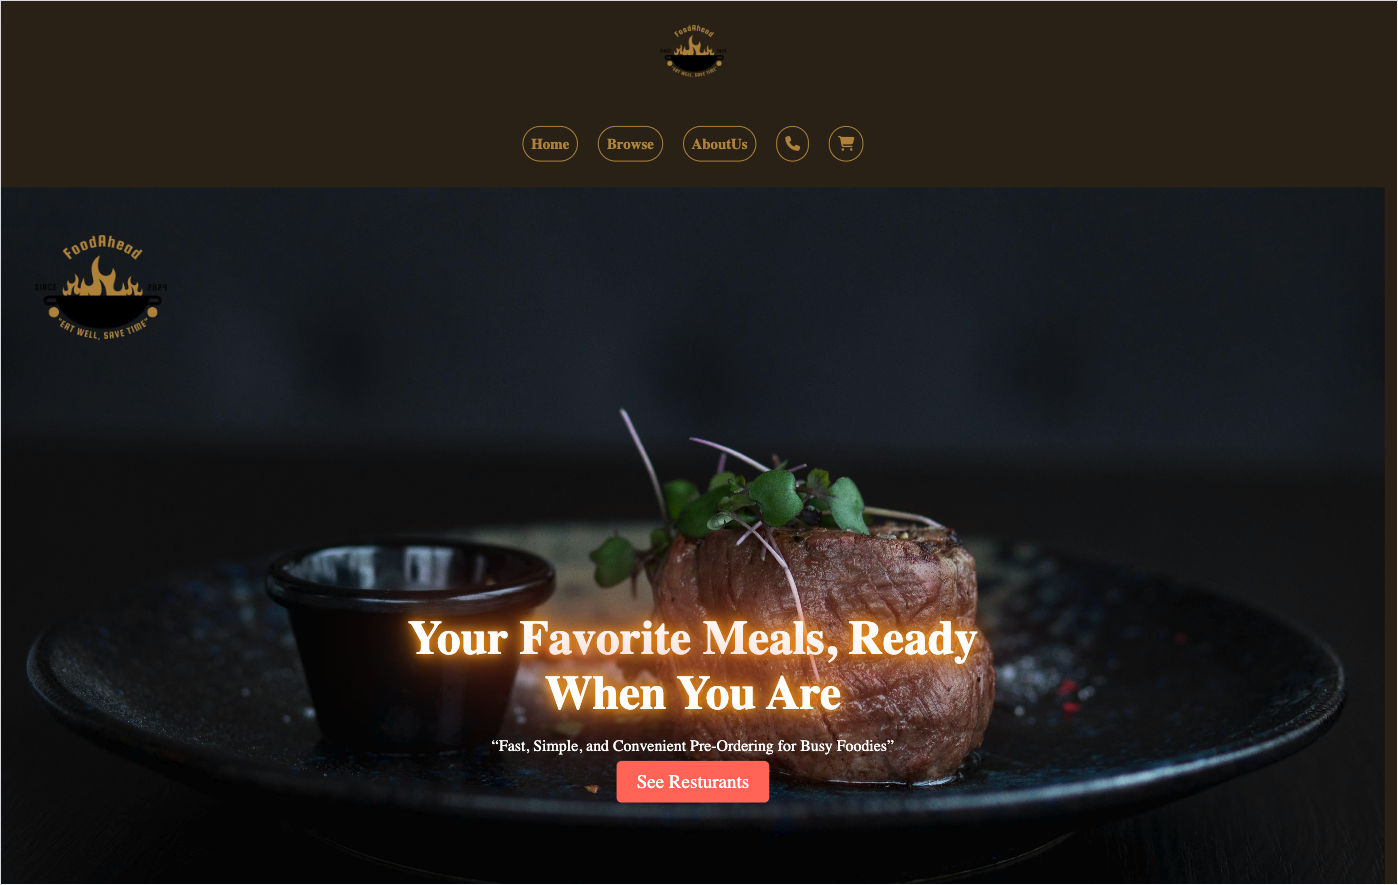 FoodAhead
SINCE 2024
"EAT WELL, SAVE TIME"
Home Browse AboutUs
FoodAhead
SINCE 2024
"EAT WELL, SAVE TIME"
Your Favorite Meals, Ready
When You Are
“Fast, Simple, and Convenient Pre-Ordering for Busy Foodies”
See Resturants